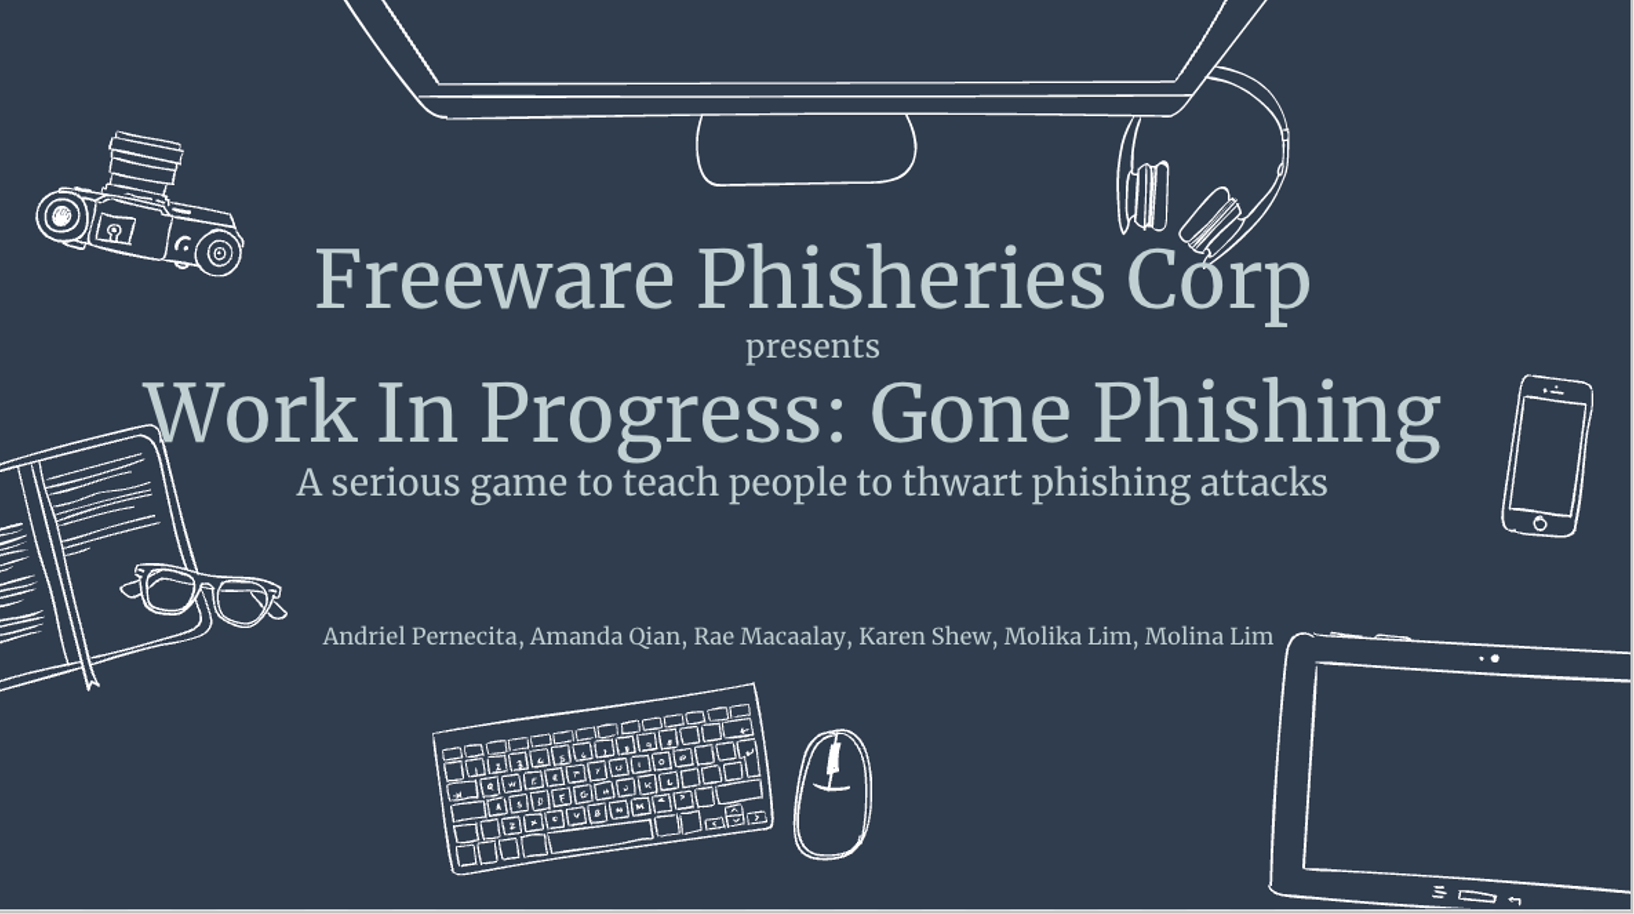 Freeware Phisheries Corp
presents
Work In Progress: Gone Phishing
A serious game to teach people to thwart phishing attacks
Andriel Pernecita, Amanda Qian, Rae Macaalay, Karen Shew, Molika Lim, Molina Lim